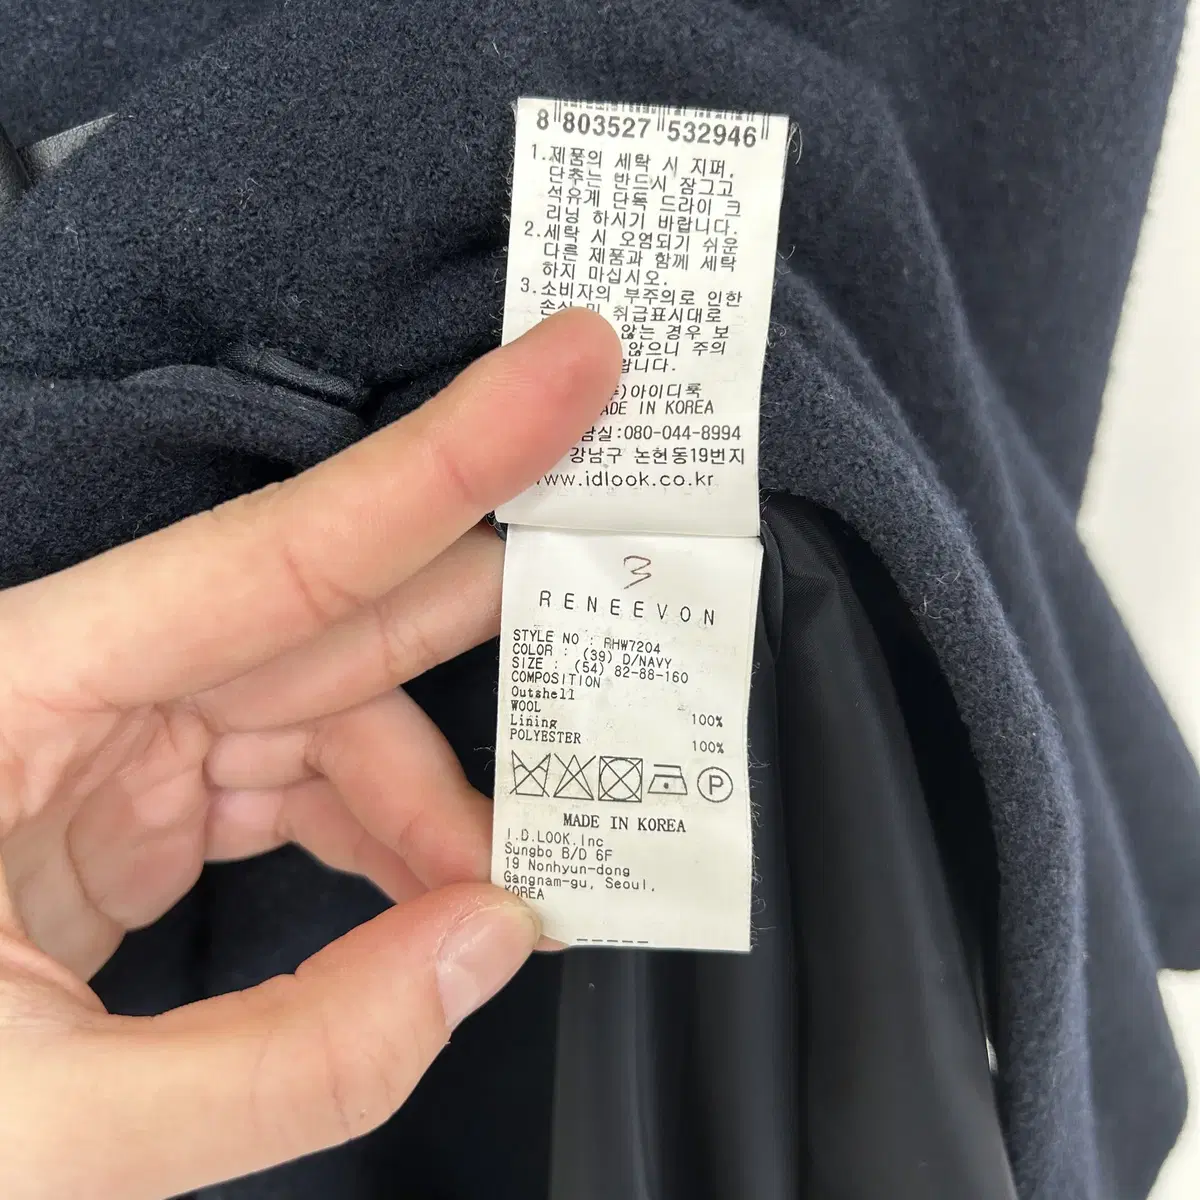 8 803527 532946
1.제품의 세탁 시 지퍼,
단추는 반드시 잠그고
석유계 단독 드라이 크
리닝 하시기 바랍니다.
2.세탁 시 오염되기 쉬운
다른 제품과 함께 세탁
하지 마십시오.
3.소비자의 부주의로 인한
취급표시대로
않는 경우 보
않으니 주의
)아이디룩
MADE IN KOREA
:080-044-8994
강남구 논현동19번지
www.idlook.co.kr
3
RENEEVON
STYLE NO : RHW7204
COLOR : (39) D/NAVY
SIZE : (54) 82-88-160
COMPOSITION
Outshell
WOOL 100%
Lining
POLYESTER 100%
P
MADE IN KOREA
I.D.LOOK.Inc
Sungbo B/D 6F
19 Nonhyun-dong
Gangnam-gu, Seoul,
KOREA